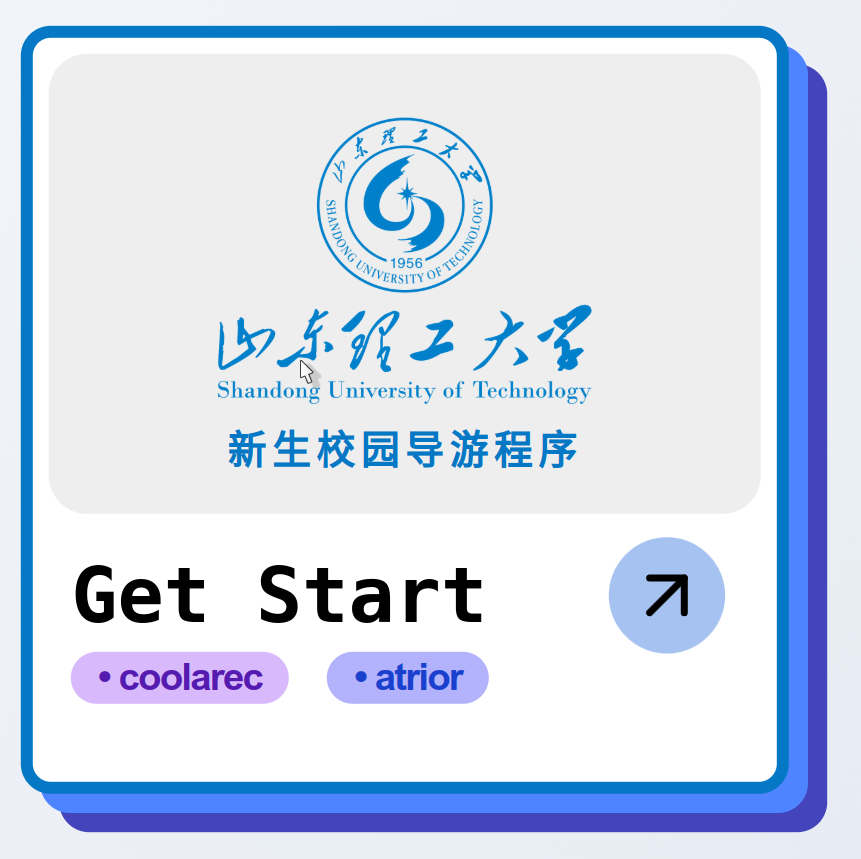 山东理工大学
SHANDONG UNIVERSITY OF TECHNOLOGY
1956
山东理工大学
Shandong University of Technology
新生校园导游程序
Get Start
• coolarec • atrior